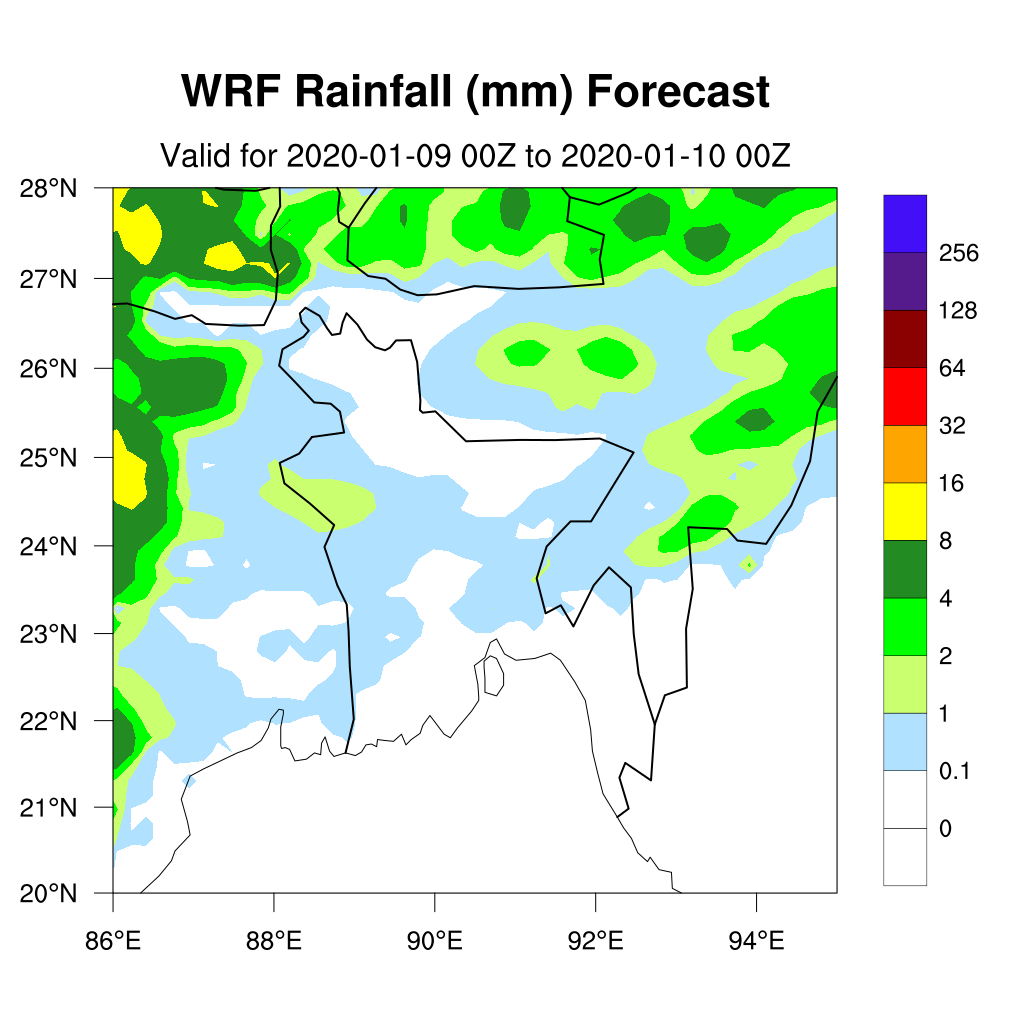 WRF Rainfall (mm) Forecast
Valid for 2020-01-09 00Z to 2020-01-10 00Z
28°N
27°N
26°N
25°N
24°N
23°N
22°N
21°N
20°N
86°E
88°E
90°E
92°E
94°E
256
128
64
32
16
8
4
2
1
0.1
0